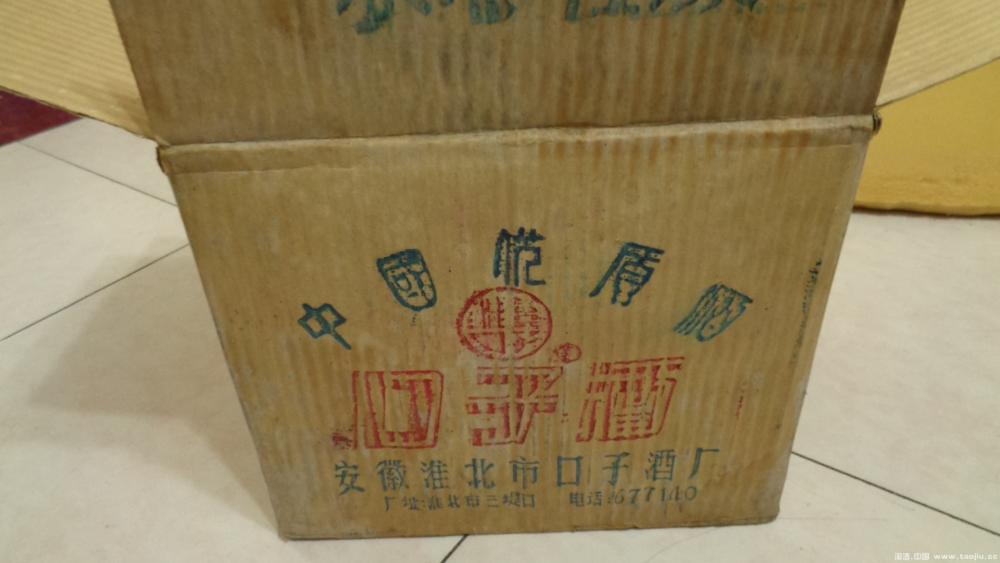 中國优质酒
口子酒
安徽淮北市口子酒厂
厂址:淮北市三堤口 电话:677140
淘酒.中国 www.taojiu.cc